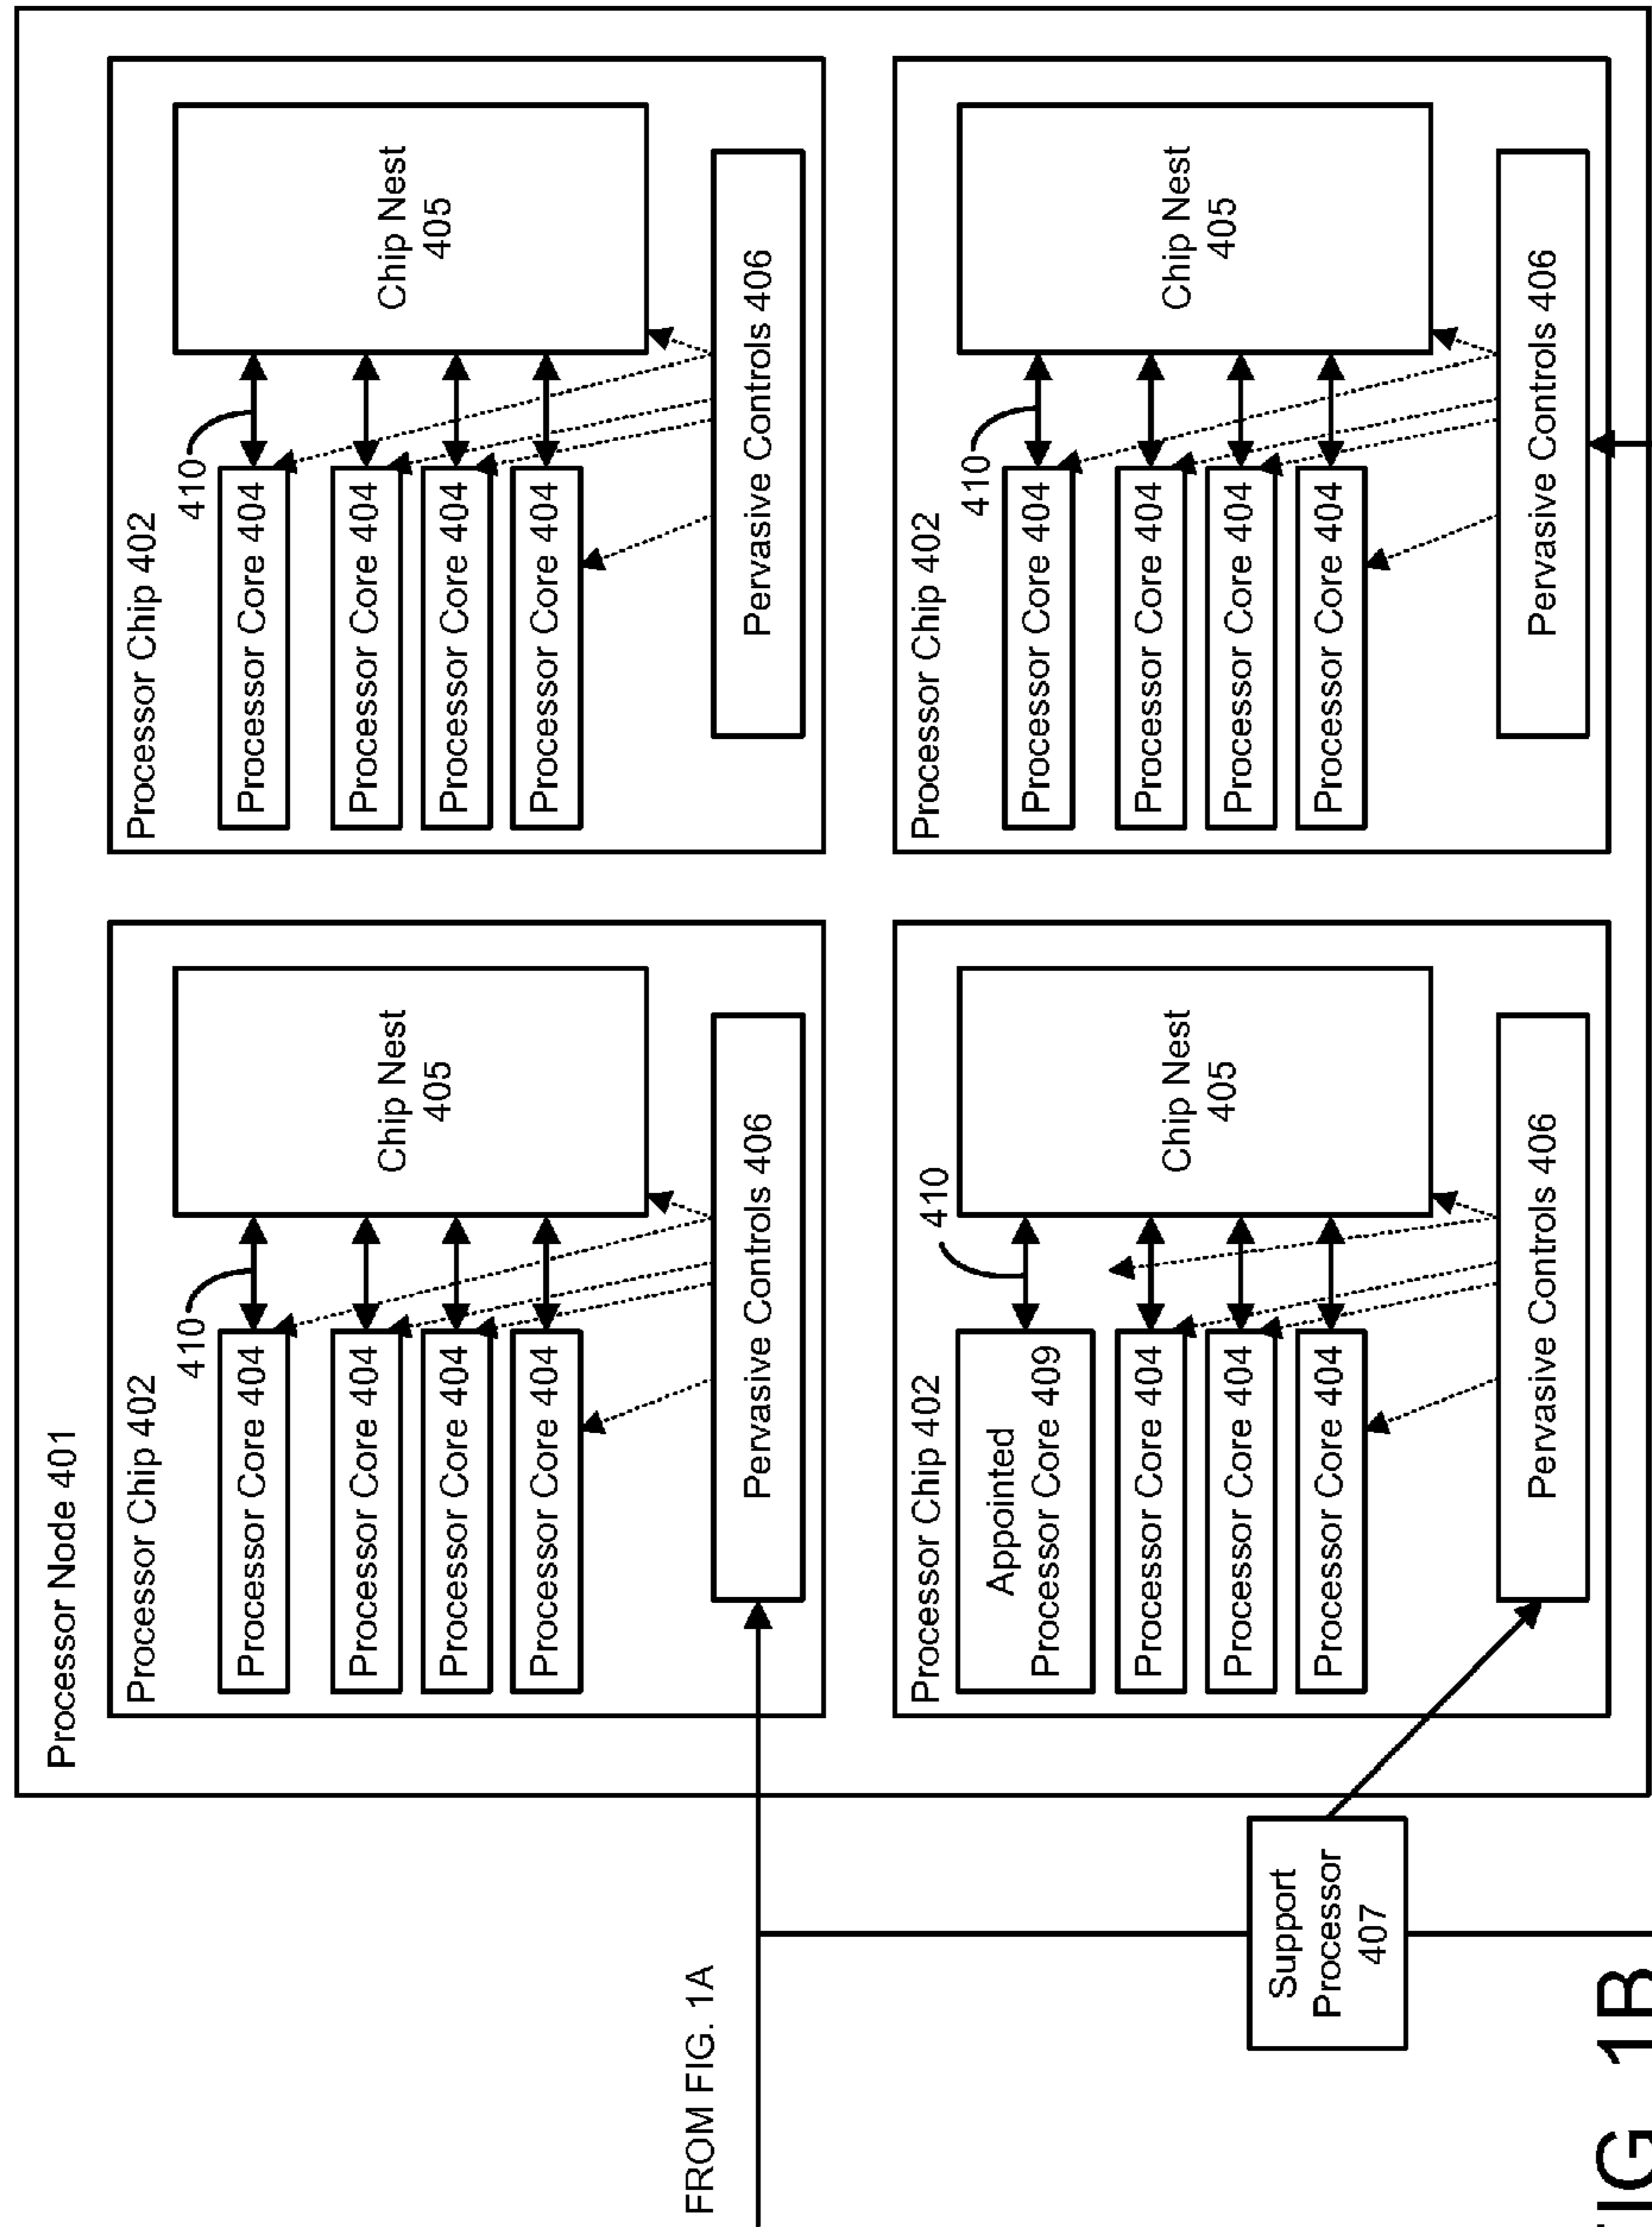 Processor Node 401
Processor Chip 402
410
Processor Core 404
Processor Core 404
Processor Core 404
Processor Core 404
Chip Nest
405
Pervasive Controls 406
Processor Chip 402
410
Processor Core 404
Processor Core 404
Processor Core 404
Processor Core 404
Chip Nest
405
Pervasive Controls 406
FROM FIG. 1A
Processor Chip 402
410
Appointed
Processor Core 409
Processor Core 404
Processor Core 404
Processor Core 404
Chip Nest
405
Pervasive Controls 406
Processor Chip 402
410
Processor Core 404
Processor Core 404
Processor Core 404
Processor Core 404
Chip Nest
405
Pervasive Controls 406
Support
Processor
407
IG 1B